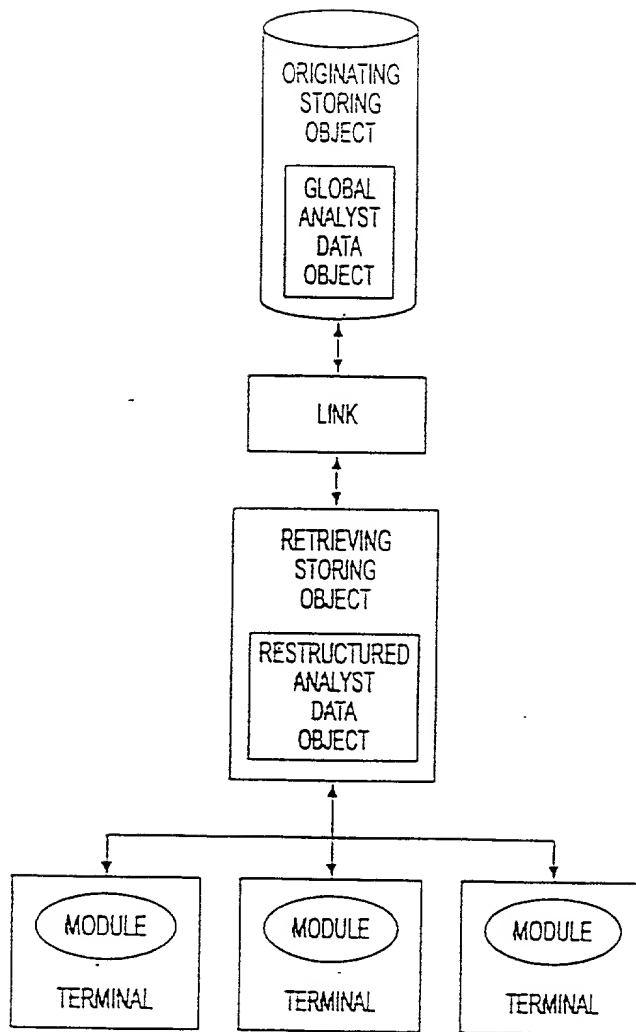 ORIGINATING
STORING
OBJECT
GLOBAL
ANALYST
DATA
OBJECT
LINK
RETRIEVING
STORING
OBJECT
RESTRUCTURED
ANALYST
DATA
OBJECT
MODULE
TERMINAL
MODULE
TERMINAL
MODULE
TERMINAL